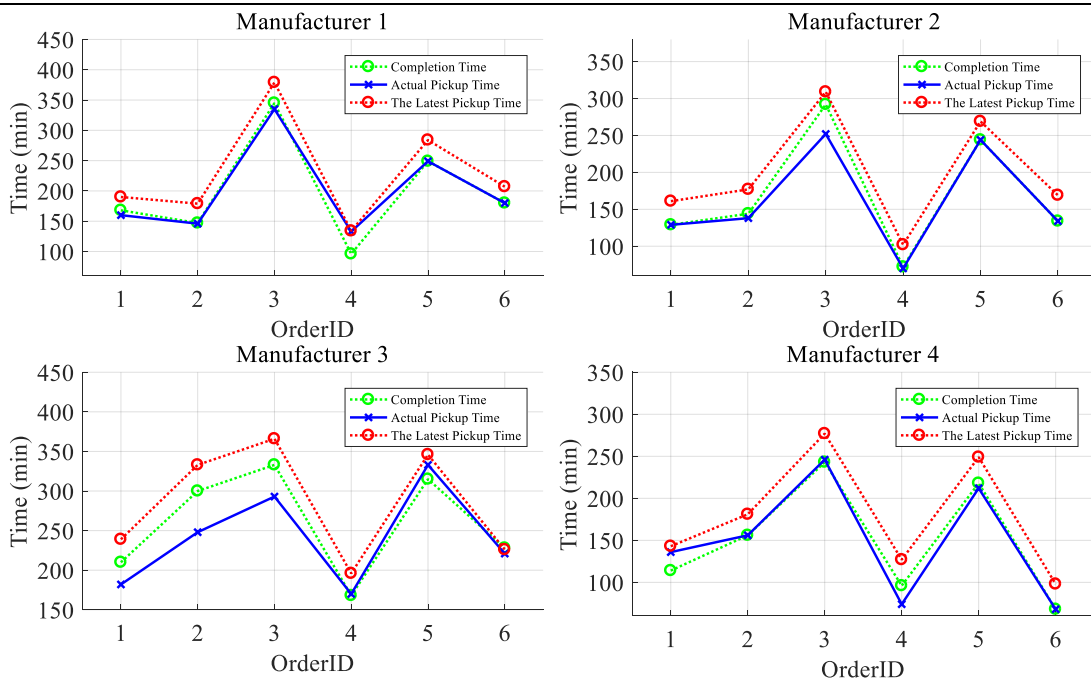 Manufacturer 1
450
400
350
300
250
200
150
100
Time (min)
Completion Time
Actual Pickup Time
The Latest Pickup Time
1 2 3 4 5 6
OrderID
Manufacturer 2
350
300
250
200
150
100
Time (min)
Completion Time
Actual Pickup Time
The Latest Pickup Time
1 2 3 4 5 6
OrderID
Manufacturer 3
450
400
350
300
250
200
150
Time (min)
Completion Time
Actual Pickup Time
The Latest Pickup Time
1 2 3 4 5 6
OrderID
Manufacturer 4
350
300
250
200
150
100
Time (min)
Completion Time
Actual Pickup Time
The Latest Pickup Time
1 2 3 4 5 6
OrderID